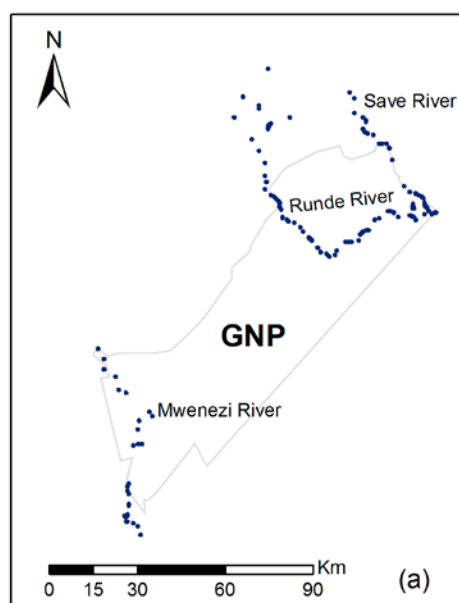 N
Save River
Runde River
GNP
Mwenezi River
Km
0 15 30 60 90
(a)